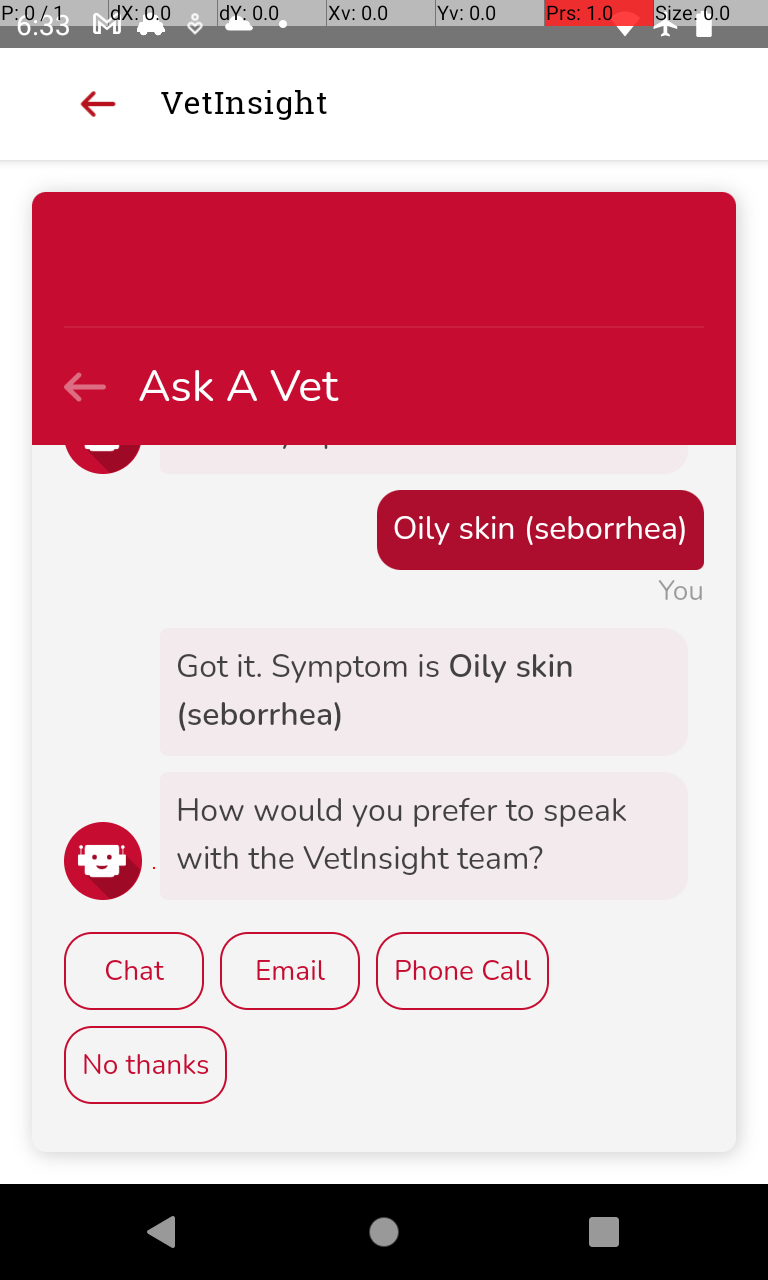 P: 0 / 1 dX: 0.0 dY: 0.0 Xv: 0.0 Yv: 0.0 Prs: 1.0 Size: 0.0
6:33
VetInsight
Ask A Vet
Oily skin (seborrhea)
You
Got it. Symptom is Oily skin
(seborrhea)
How would you prefer to speak
with the VetInsight team?
Chat Email Phone Call
No thanks